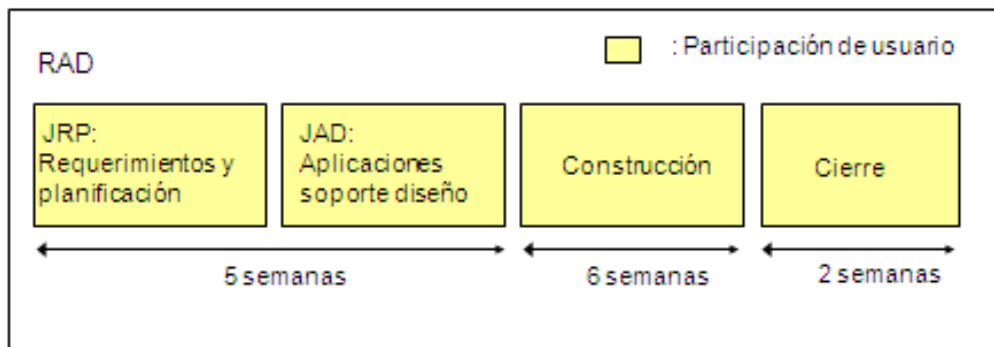 : Participación de usuario
RAD
JRP:
Requerimientos y
planificación
JAD:
Aplicaciones
soporte diseño
Construcción
Cierre
5 semanas
6 semanas
2 semanas